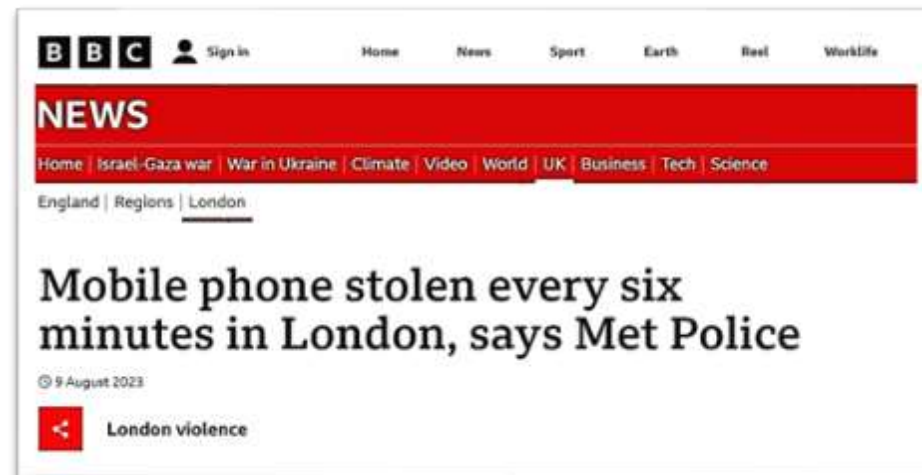 BBC Sign in Home News Sport Earth Reel Worklife
NEWS
Home | Israel-Gaza war | War in Ukraine | Climate | Video | World | UK | Business | Tech | Science
England | Regions | London
Mobile phone stolen every six
minutes in London, says Met Police
9 August 2023
London violence